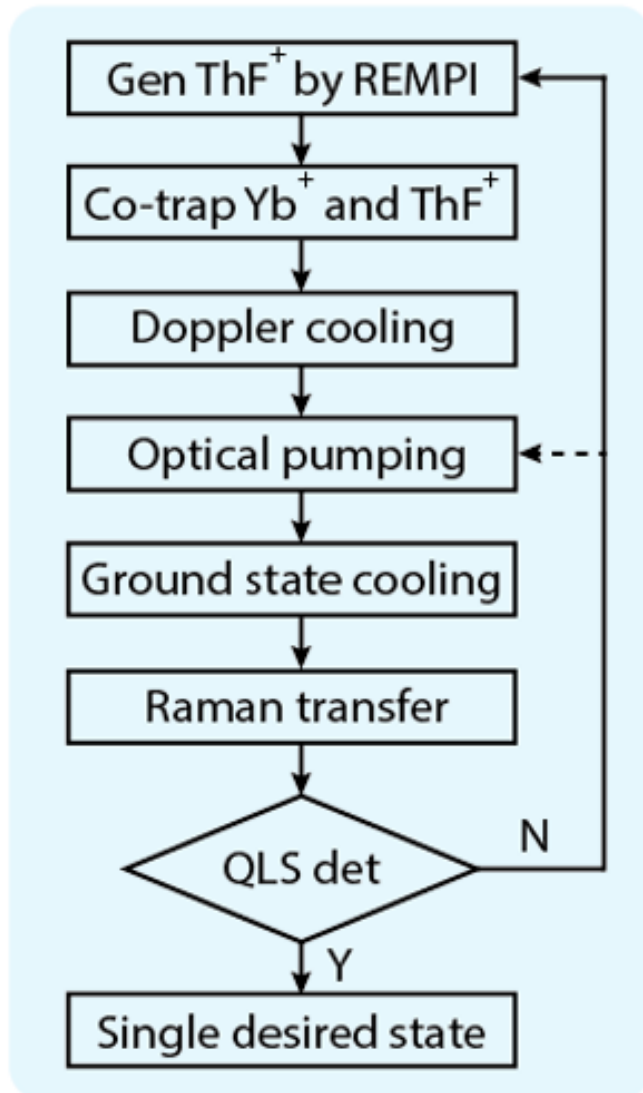 Gen ThF⁺ by REMPI
Co-trap Yb⁺ and ThF⁺
Doppler cooling
Optical pumping
Ground state cooling
Raman transfer
QLS det
N
Y
Single desired state